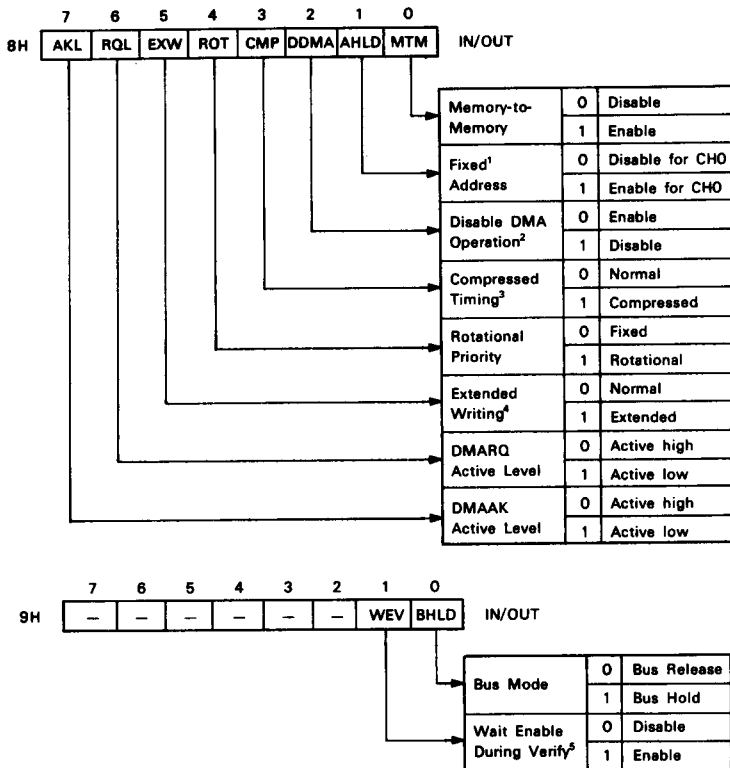 7 6 5 4 3 2 1 0
8H AKL RQL EXW ROT CMP DDMA AHLD MTM IN/OUT
Memory-to-
Memory
0 Disable
1 Enable
Fixed¹
Address
0 Disable for CH0
1 Enable for CH0
Disable DMA
Operation²
0 Enable
1 Disable
Compressed
Timing³
0 Normal
1 Compressed
Rotational
Priority
0 Fixed
1 Rotational
Extended
Writing⁴
0 Normal
1 Extended
DMARQ
Active Level
0 Active high
1 Active low
DMAAK
Active Level
0 Active high
1 Active low
7 6 5 4 3 2 1 0
9H — — — — — — WEV BHLD IN/OUT
Bus Mode
0 Bus Release
1 Bus Hold
Wait Enable
During Verify⁵
0 Disable
1 Enable